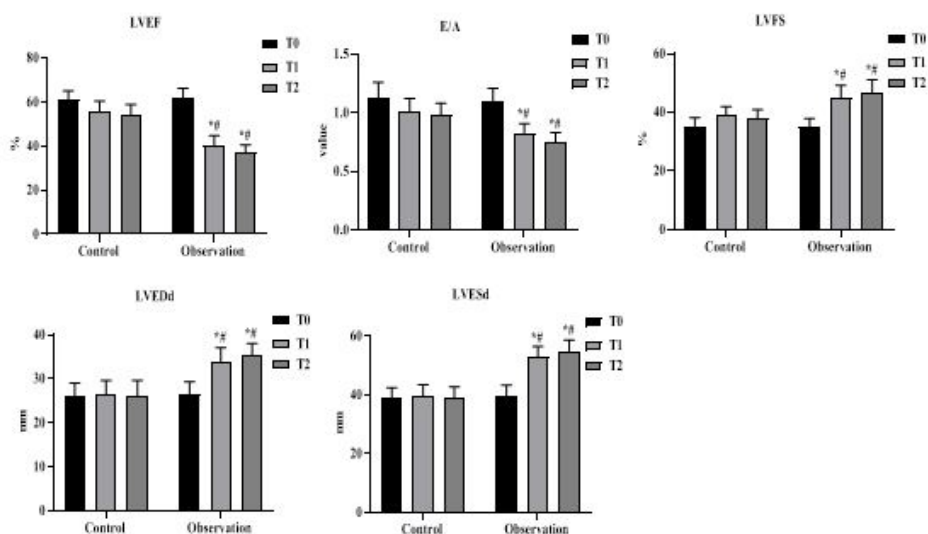 LVEF
T0
T1
T2
80
60
40
20
0
%
*#
*#
Control
Observation
E/A
T0
T1
T2
1.5
1.0
0.5
0.0
value
*#
*#
Control
Observation
LVFS
T0
T1
T2
60
40
20
0
%
*#
*#
Control
Observation
LVEDd
T0
T1
T2
40
30
20
10
0
mm
*#
*#
Control
Observation
LVESd
T0
T1
T2
60
40
20
0
mm
*#
*#
Control
Observation